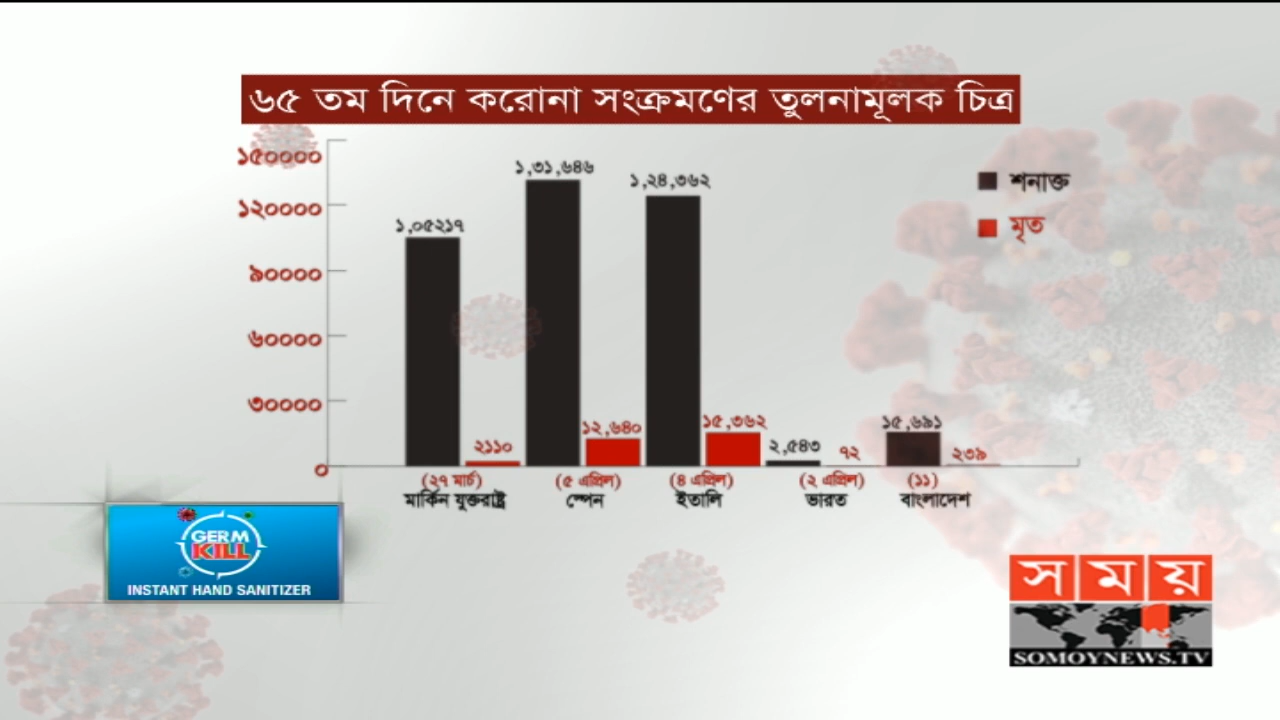 ৬৫ তম দিনে করোনা সংক্রমণের তুলনামূলক চিত্র
১৫০০০০
১২০০০০
৯০০০০
৬০০০০
৩০০০০
০
১,০৫২১৭
২১১০
১,৩১,৬৪৬
১২,৬৪০
১,২৪,৩৬২
১৫,৩৬২
২,৫৪৩
৭২
১৫,৬৯১
২৩৯
শনাক্ত
মৃত
(২৭ মার্চ) (৫ এপ্রিল) (৪ এপ্রিল) (২ এপ্রিল) (১১)
মার্কিন যুক্তরাষ্ট্র স্পেন ইতালি ভারত বাংলাদেশ
GERM
KILL
INSTANT HAND SANITIZER
সময়
SOMOYNEWS.TV